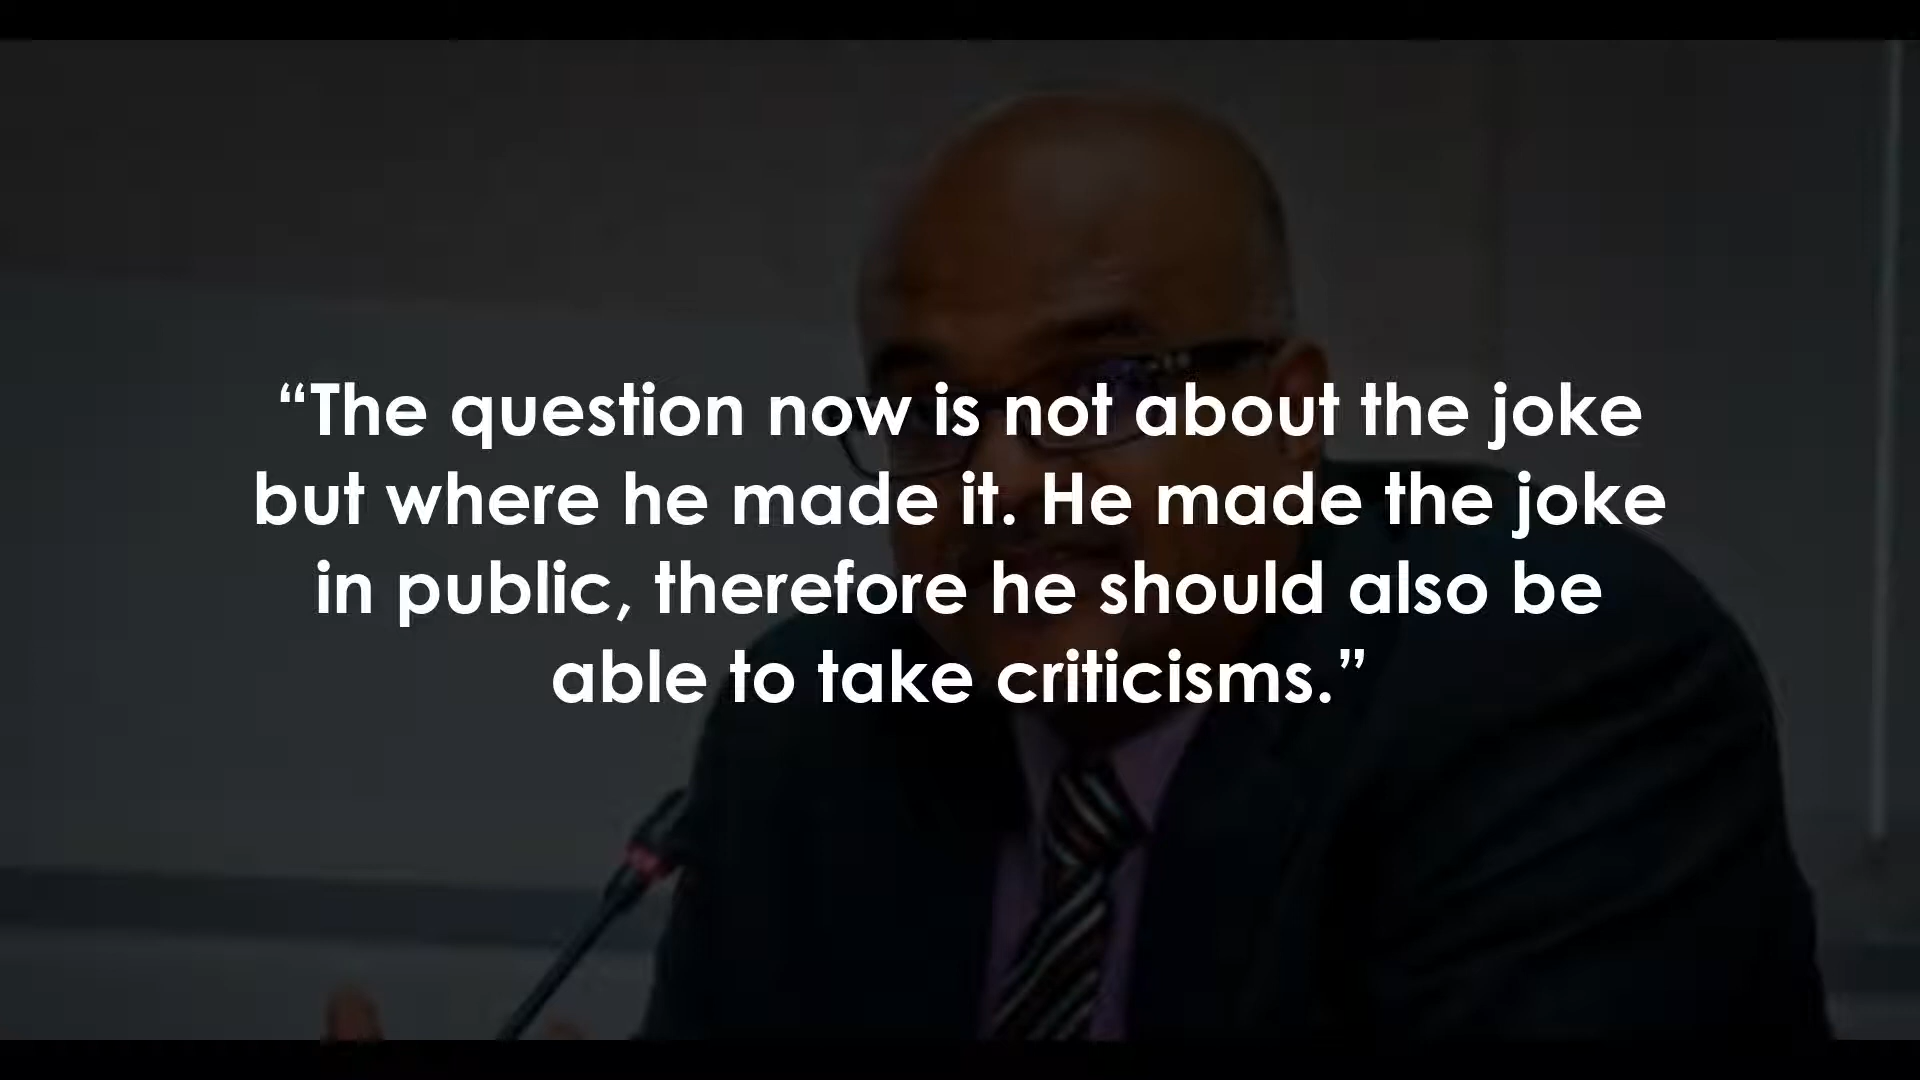 “The question now is not about the joke
but where he made it. He made the joke
in public, therefore he should also be
able to take criticisms.”